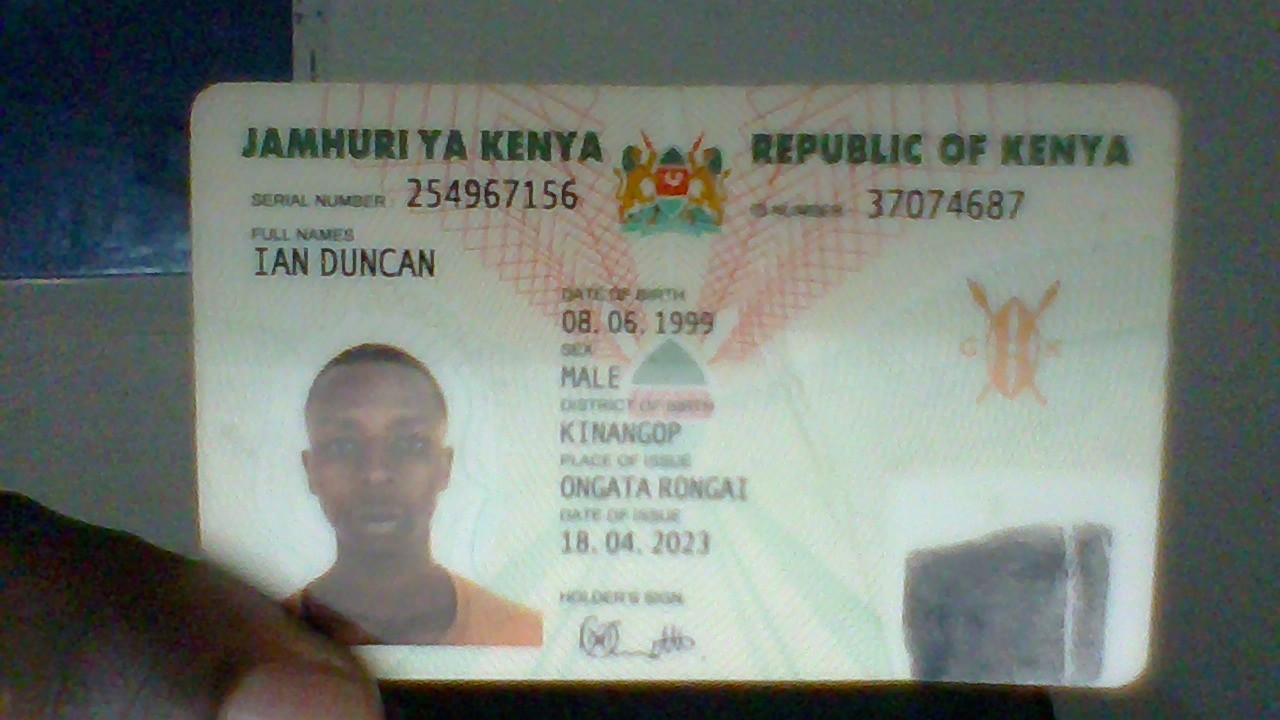 JAMHURI YA KENYA
REPUBLIC OF KENYA
SERIAL NUMBER: 254967156
ID NUMBER: 37074687
FULL NAMES
IAN DUNCAN
DATE OF BIRTH
08. 06. 1999
SEX
MALE
DISTRICT OF BIRTH
KINANGOP
PLACE OF ISSUE
ONGATA RONGAI
DATE OF ISSUE
18. 04. 2023
HOLDER'S SIGN.
G K